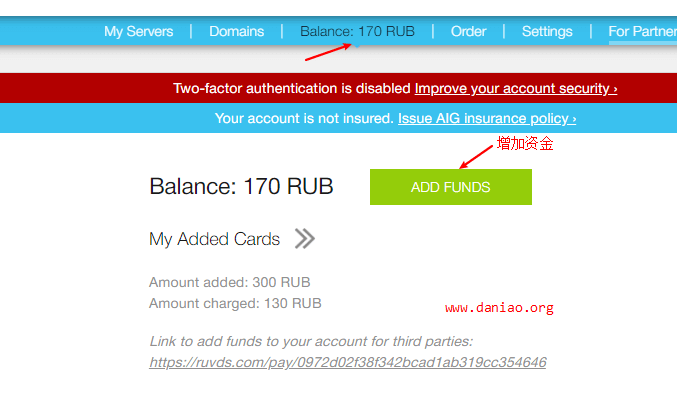 My Servers | Domains | Balance: 170 RUB | Order | Settings | For Partner
Two-factor authentication is disabled Improve your account security ›
Your account is not insured. Issue AIG insurance policy ›
增加资金
Balance: 170 RUB ADD FUNDS
My Added Cards
Amount added: 300 RUB
Amount charged: 130 RUB
www.daniao.org
Link to add funds to your account for third parties:
https://ruvds.com/pay/0972d02f38f342bcad1ab319cc354646